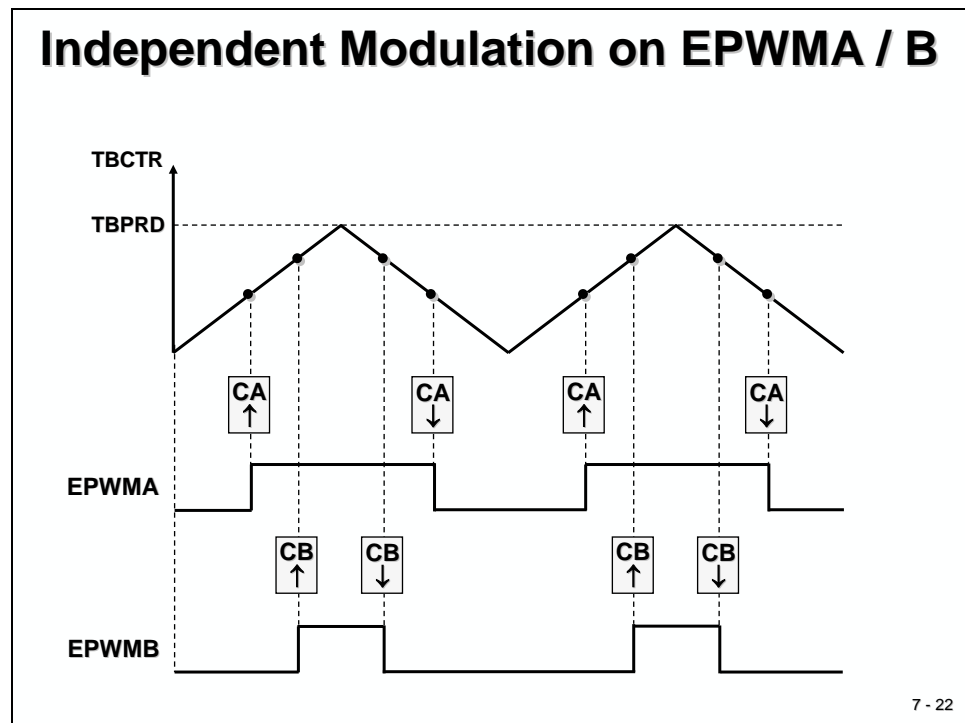 Independent Modulation on EPWMA / B
TBCTR
TBPRD
CA CA CA CA
↑ ↓ ↑ ↓
EPWMA
CB CB CB CB
↑ ↓ ↑ ↓
EPWMB
7 - 22